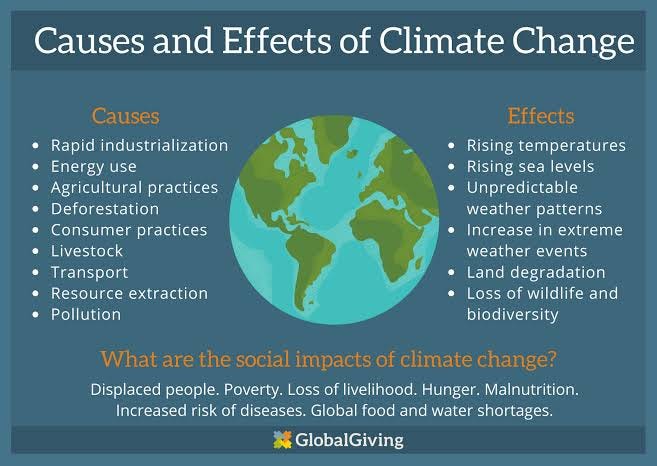 Causes and Effects of Climate Change
Causes
• Rapid industrialization
• Energy use
• Agricultural practices
• Deforestation
• Consumer practices
• Livestock
• Transport
• Resource extraction
• Pollution
Effects
• Rising temperatures
• Rising sea levels
• Unpredictable
weather patterns
• Increase in extreme
weather events
• Land degradation
• Loss of wildlife and
biodiversity
What are the social impacts of climate change?
Displaced people. Poverty. Loss of livelihood. Hunger. Malnutrition.
Increased risk of diseases. Global food and water shortages.
GlobalGiving